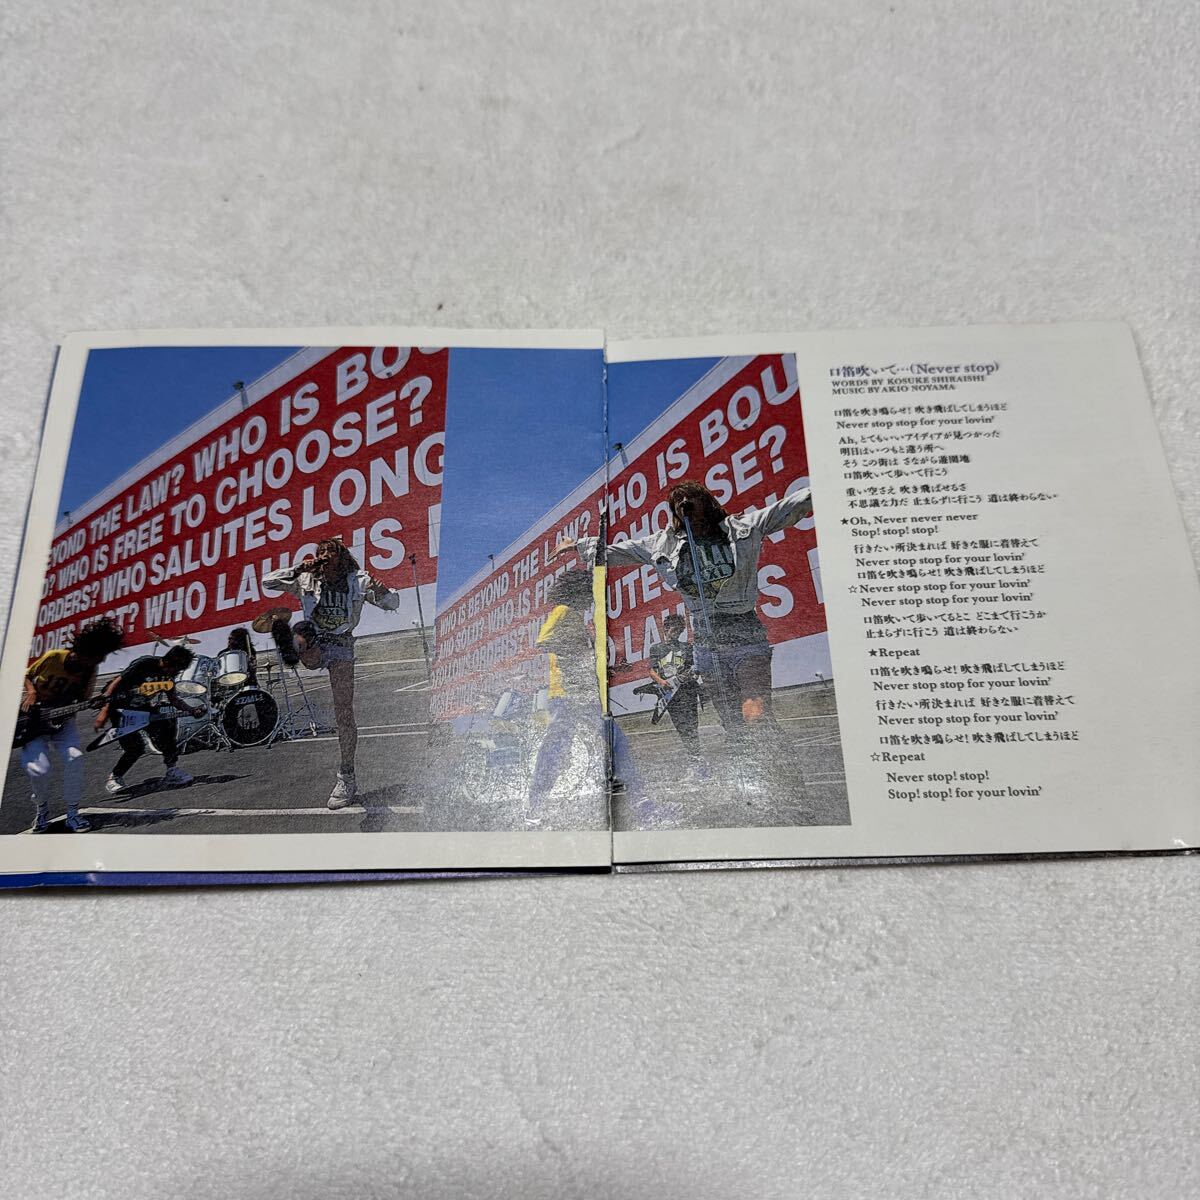 BEYOND THE LAW? WHO IS BOU
? WHO IS FREE TO CHOOSE?
ORDERS? WHO SALUTES LONG
O DIES FIRST? WHO LAUGHS
TAMA
WHO IS BEYOND THE LAW? WHO IS BOU
WHO IS FREE CHOOSE?
UTES
WHO LAU
口笛吹いて…(Never stop)
WORDS BY KOSUKE SHIRAISHI
MUSIC BY AKIO NOYAMA
口笛を吹き鳴らせ! 吹き飛ばしてしまうほど
Never stop stop for your lovin'
Ah, とてもいいアイディアが見つかった
明日はいつもと違う所へ
そう この街は さながら遊園地
口笛吹いて歩いて行こう
重い空さえ 吹き飛ばせるさ
不思議な力だ 止まらずに行こう 道は終わらない
★Oh, Never never never
Stop! stop! stop!
行きたい所決まれば 好きな服に着替えて
Never stop stop for your lovin'
口笛を吹き鳴らせ! 吹き飛ばしてしまうほど
☆Never stop stop for your lovin'
Never stop stop for your lovin'
口笛吹いて歩いてるとこ どこまで行こうか
止まらずに行こう 道は終わらない
★Repeat
口笛を吹き鳴らせ! 吹き飛ばしてしまうほど
Never stop stop for your lovin'
行きたい所決まれば 好きな服に着替えて
Never stop stop for your lovin'
口笛を吹き鳴らせ! 吹き飛ばしてしまうほど
☆Repeat
Never stop! stop!
Stop! stop! for your lovin'